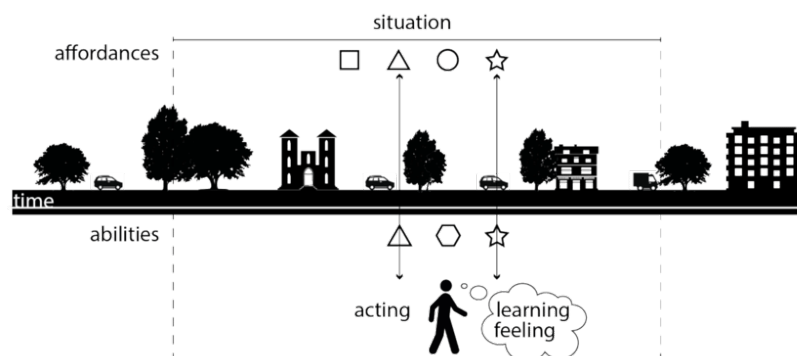 situation
affordances
time
abilities
acting
learning
feeling